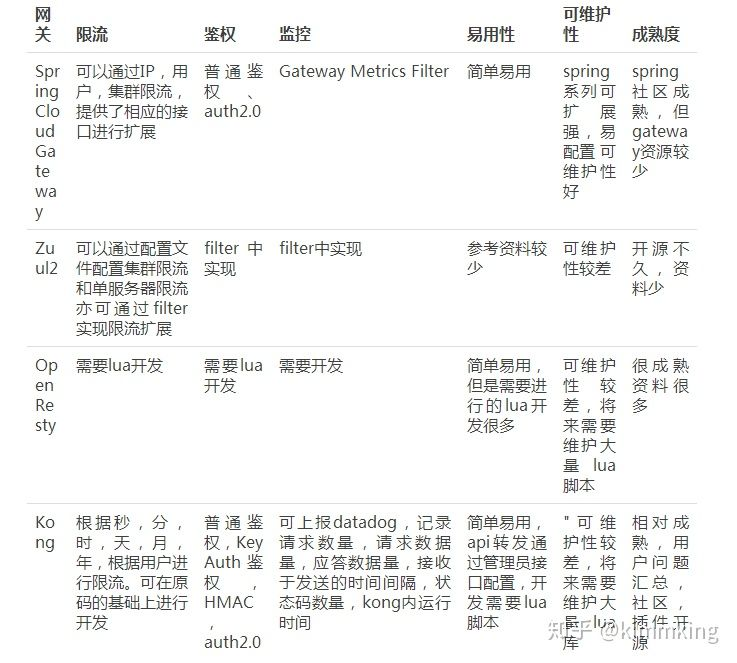 网关 限流 鉴权 监控 易用性 可维护性 成熟度
Spring Cloud Gateway
可以通过IP，用户，集群限流，提供了相应的接口进行扩展
普通鉴权、auth2.0
Gateway Metrics Filter
简单易用
spring系列可扩展强，易配置 可维护性好
spring社区成熟，但gateway资源较少
Zuul2
可以通过配置文件配置集群限流和单服务器限流亦可通过filter实现限流扩展
filter中实现
filter中实现
参考资料较少
可维护性较差
开源不久，资料少
OpenResty
需要lua开发
需要lua开发
需要开发
简单易用，但是需要进行的lua开发很多
可维护性较差，将来需要维护大量lua脚本
很成熟资料很多
Kong
根据秒，分，时，天，月，年，根据用户进行限流。可在原码的基础上进行开发
普通鉴权，Key Auth鉴权，HMAC，auth2.0
可上报datadog，记录请求数量，请求数据量，应答数据量，接收于发送的时间间隔，状态码数量，kong内运行时间
简单易用，api转发通过管理员接口配置，开发需要lua脚本
"可维护性较差，将来需要维护大量lua库
相对成熟，用户问题汇总，社区，插件开源
知乎 @kimmking